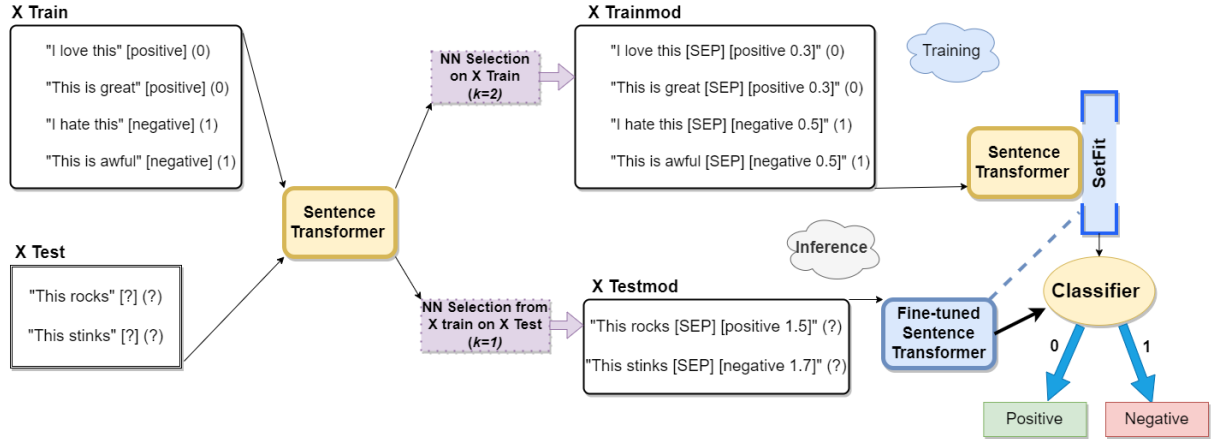 X Train
"I love this" [positive] (0)
"This is great" [positive] (0)
"I hate this" [negative] (1)
"This is awful" [negative] (1)
X Test
"This rocks" [?] (?)
"This stinks" [?] (?)
Sentence
Transformer
NN Selection
on X Train
(k=2)
NN Selection from
X train on X Test
(k=1)
X Trainmod
"I love this [SEP] [positive 0.3]" (0)
"This is great [SEP] [positive 0.3]" (0)
"I hate this [SEP] [negative 0.5]" (1)
"This is awful [SEP] [negative 0.5]" (1)
X Testmod
"This rocks [SEP] [positive 1.5]" (?)
"This stinks [SEP] [negative 1.7]" (?)
Training
Inference
Sentence
Transformer
SetFit
Fine-tuned
Sentence
Transformer
Classifier
0
1
Positive
Negative